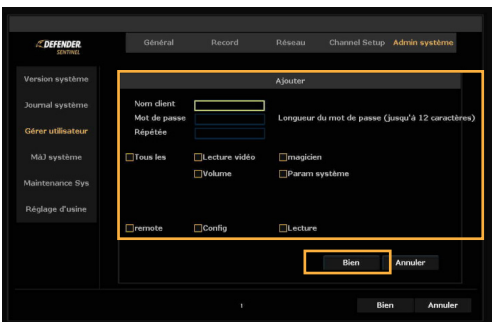 DEFENDER
SENTINEL
Général Record Réseau Channel Setup Admin système
Version système
Journal système
Gérer utilisateur
MàJ système
Maintenance Sys
Réglage d'usine
Ajouter
Nom client
Mot de passe Longueur du mot de passe (jusqu'à 12 caractères)
Répétée
Tous les Lecture vidéo magicien
Volume Param système
remote Config Lecture
Bien Annuler
1 Bien Annuler